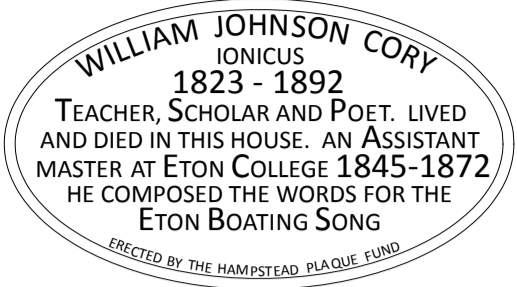 WILLIAM JOHNSON CORY
IONICUS
1823 - 1892
TEACHER, SCHOLAR AND POET. LIVED
AND DIED IN THIS HOUSE. AN ASSISTANT
MASTER AT ETON COLLEGE 1845-1872
HE COMPOSED THE WORDS FOR THE
ETON BOATING SONG
ERECTED BY THE HAMPSTEAD PLAQUE FUND